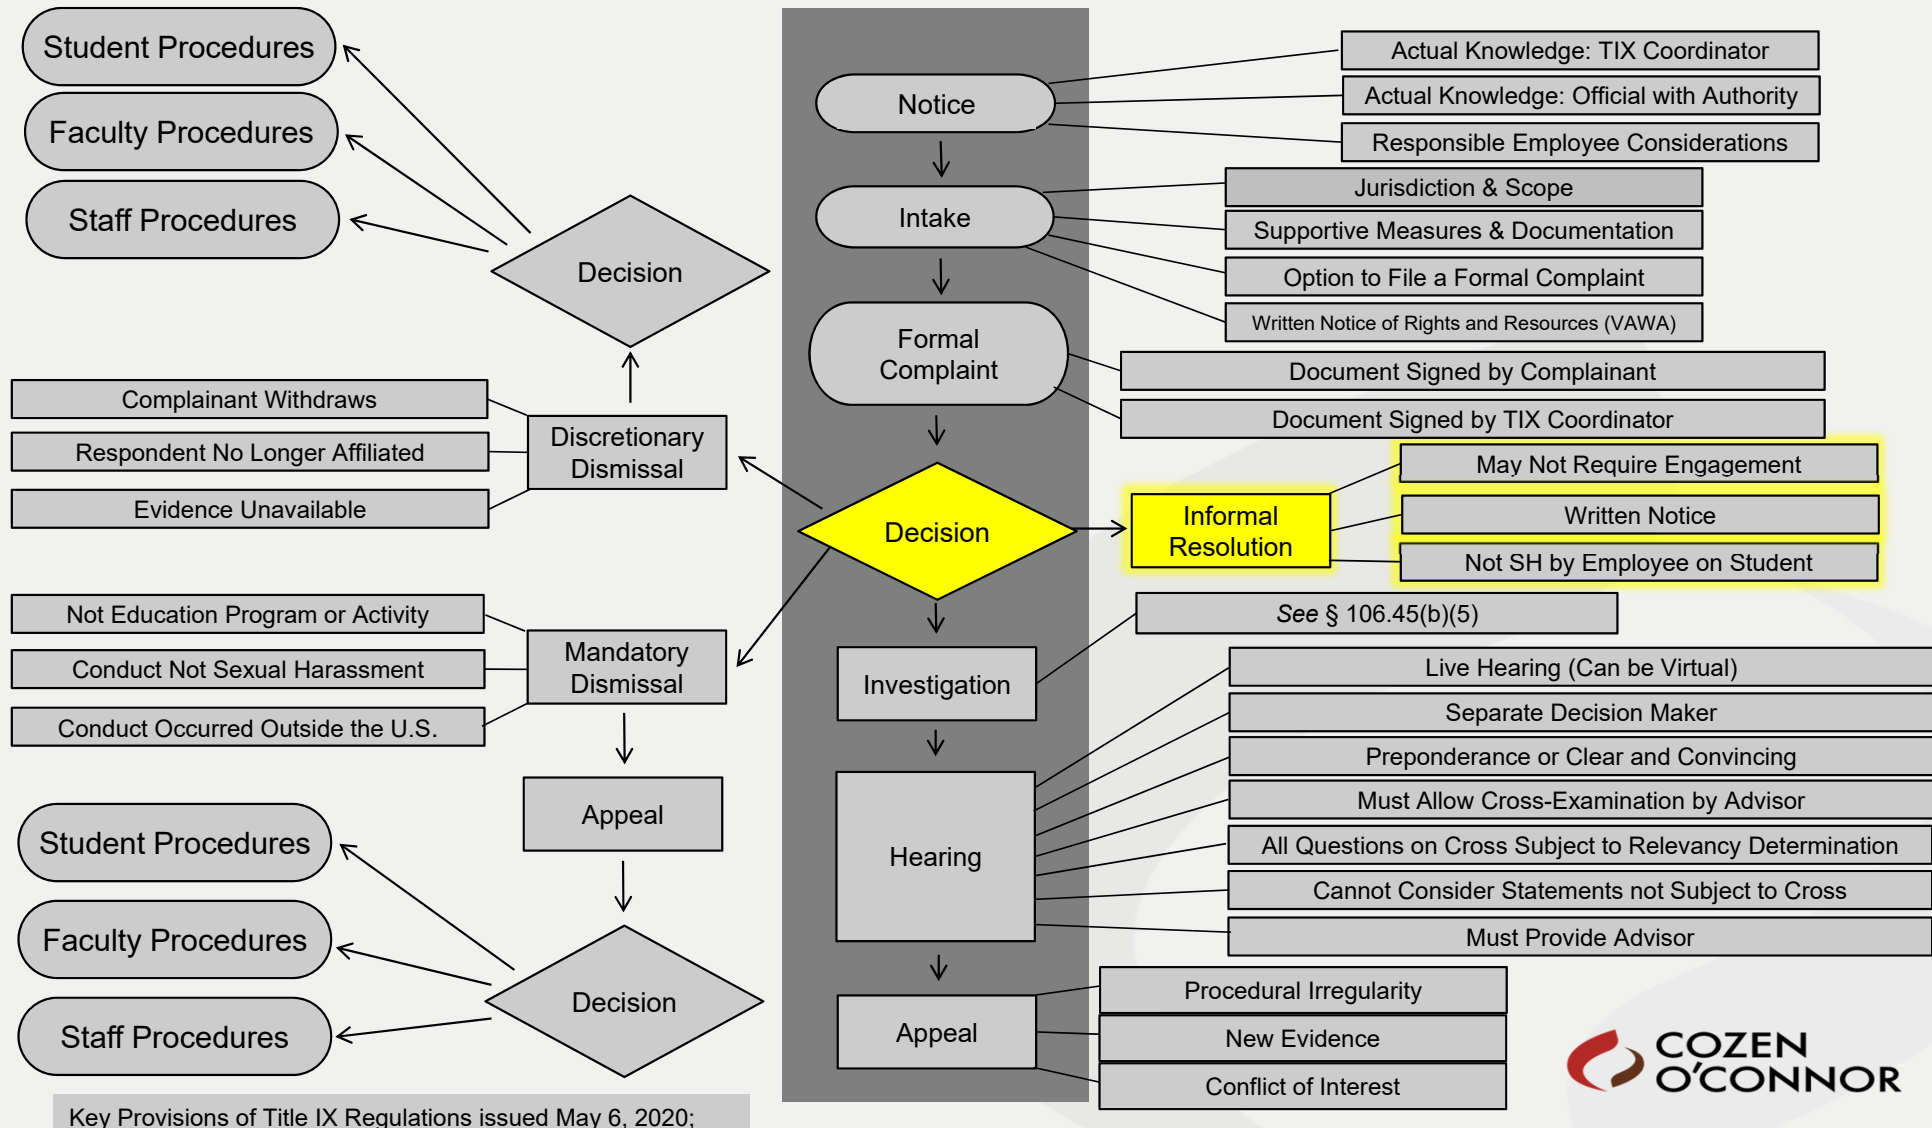 Student Procedures
Faculty Procedures
Staff Procedures
Decision
Complainant Withdraws
Respondent No Longer Affiliated
Evidence Unavailable
Discretionary
Dismissal
Not Education Program or Activity
Conduct Not Sexual Harassment
Conduct Occurred Outside the U.S.
Mandatory
Dismissal
Appeal
Student Procedures
Faculty Procedures
Staff Procedures
Decision
Key Provisions of Title IX Regulations issued May 6, 2020;
Notice
Actual Knowledge: TIX Coordinator
Actual Knowledge: Official with Authority
Responsible Employee Considerations
Intake
Jurisdiction & Scope
Supportive Measures & Documentation
Option to File a Formal Complaint
Written Notice of Rights and Resources (VAWA)
Formal
Complaint
Document Signed by Complainant
Document Signed by TIX Coordinator
Decision
Informal
Resolution
May Not Require Engagement
Written Notice
Not SH by Employee on Student
Investigation
See § 106.45(b)(5)
Hearing
Live Hearing (Can be Virtual)
Separate Decision Maker
Preponderance or Clear and Convincing
Must Allow Cross-Examination by Advisor
All Questions on Cross Subject to Relevancy Determination
Cannot Consider Statements not Subject to Cross
Must Provide Advisor
Appeal
Procedural Irregularity
New Evidence
Conflict of Interest
COZEN
O'CONNOR